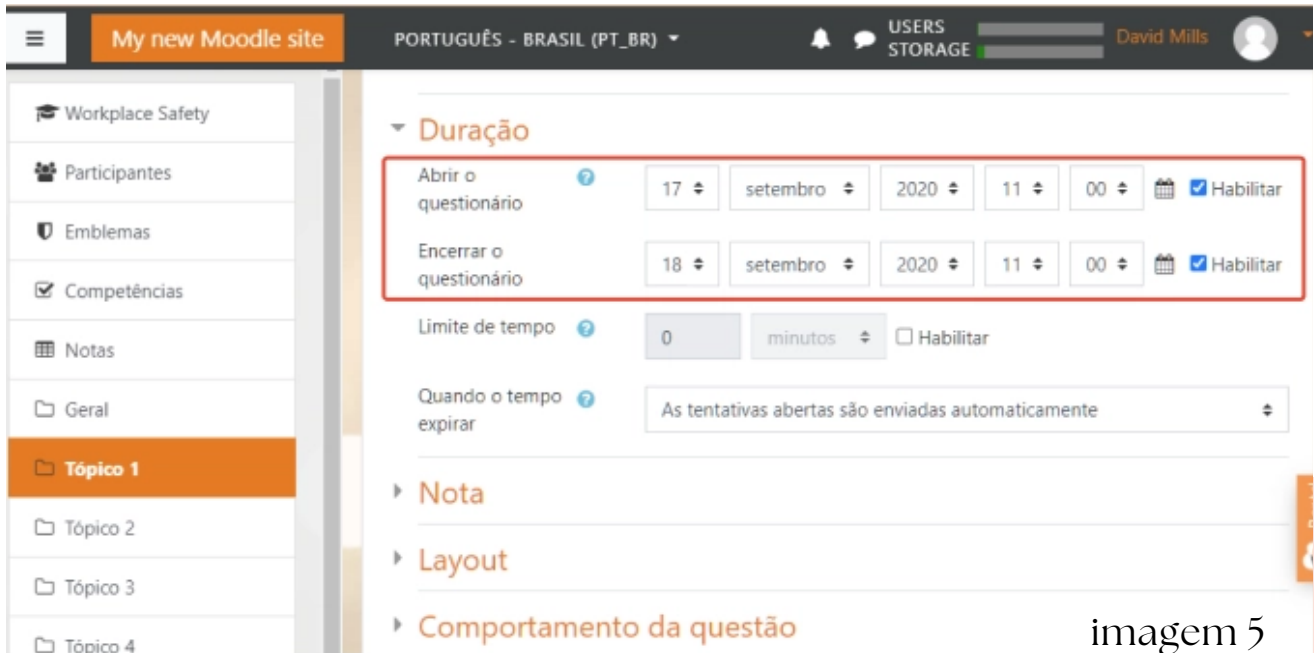 My new Moodle site
PORTUGUÊS - BRASIL (PT_BR)
USERS
STORAGE
David Mills
Workplace Safety
Participantes
Emblemas
Competências
Notas
Geral
Tópico 1
Tópico 2
Tópico 3
Tópico 4
Duração
Abrir o
questionário
17 setembro 2020 11 00 Habilitar
Encerrar o
questionário
18 setembro 2020 11 00 Habilitar
Limite de tempo
0 minutos Habilitar
Quando o tempo
expirar
As tentativas abertas são enviadas automaticamente
Nota
Layout
Comportamento da questão
imagem 5